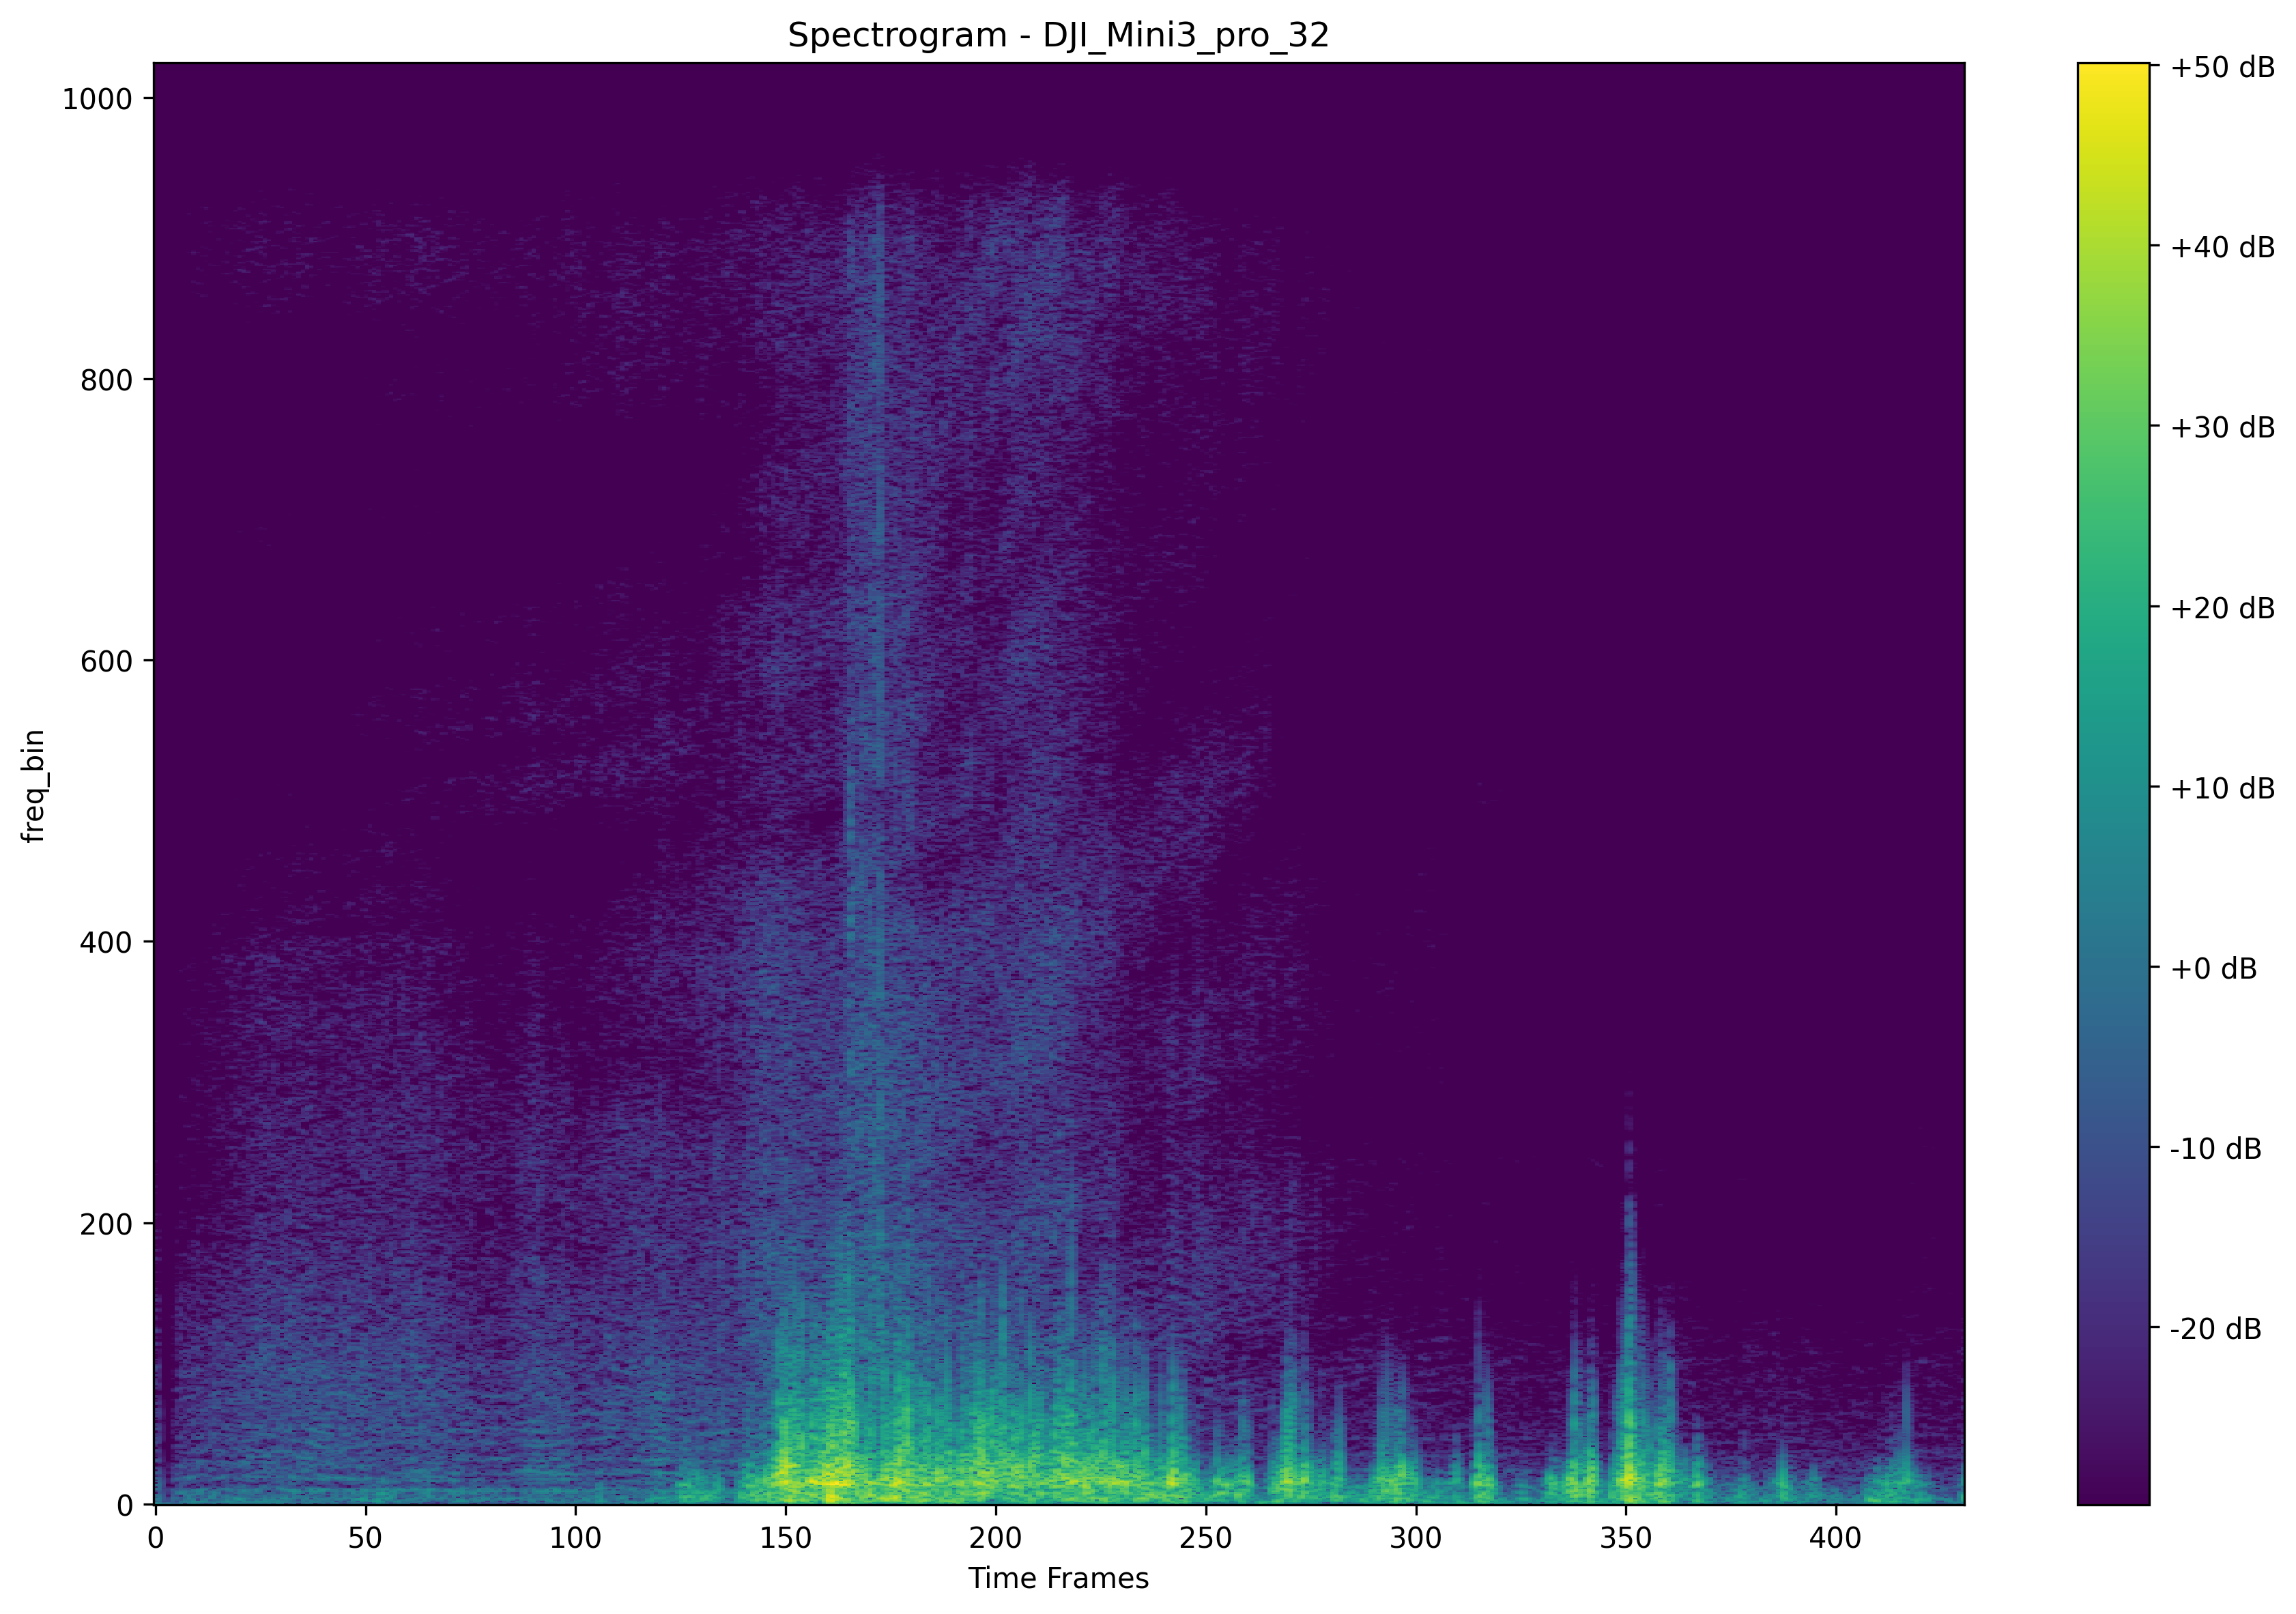 Spectrogram - DJI_Mini3_pro_32
1000
800
600
400
200
0
freq_bin
0
50
100
150
200
250
300
350
400
Time Frames
+50 dB
+40 dB
+30 dB
+20 dB
+10 dB
+0 dB
-10 dB
-20 dB